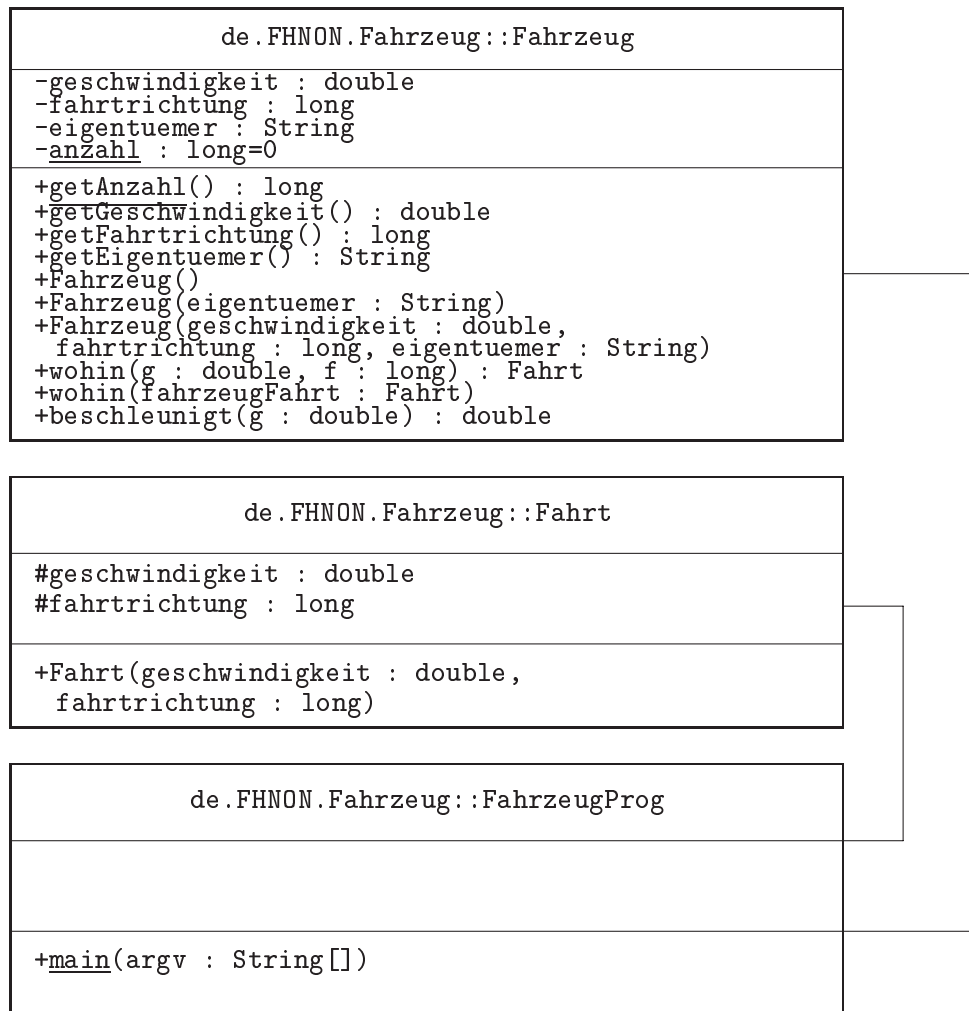 de.FHNON.Fahrzeug::Fahrzeug
-geschwindigkeit : double
-fahrtrichtung : long
-eigentuemer : String
-anzahl : long=0
+getAnzahl() : long
+getGeschwindigkeit() : double
+getFahrtrichtung() : long
+getEigentuemer() : String
+Fahrzeug()
+Fahrzeug(eigentuemer : String)
+Fahrzeug(geschwindigkeit : double,
fahrtrichtung : long, eigentuemer : String)
+wohin(g : double, f : long) : Fahrt
+wohin(fahrzeugFahrt : Fahrt)
+beschleunigt(g : double) : double
de.FHNON.Fahrzeug::Fahrt
#geschwindigkeit : double
#fahrtrichtung : long
+Fahrt(geschwindigkeit : double,
fahrtrichtung : long)
de.FHNON.Fahrzeug::FahrzeugProg
+main(argv : String[])